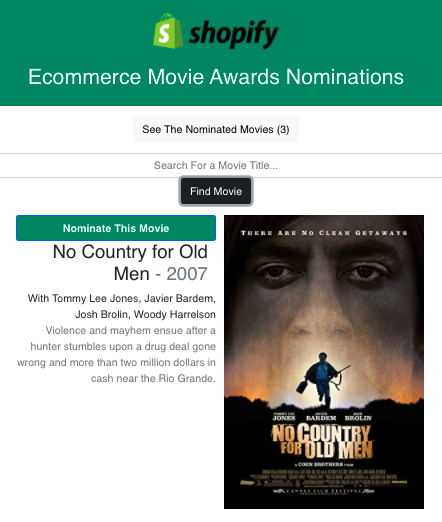 shopify
Ecommerce Movie Awards Nominations
See The Nominated Movies (3)
Search For a Movie Title...
Find Movie
Nominate This Movie
No Country for Old
Men - 2007
With Tommy Lee Jones, Javier Bardem,
Josh Brolin, Woody Harrelson
Violence and mayhem ensue after a
hunter stumbles upon a drug deal gone
wrong and more than two million dollars in
cash near the Rio Grande.
THERE ARE NO CLEAN GETAWAYS
TOMMY LEE JONES JAVIER BARDEM JOSH BROLIN
NO COUNTRY
FOR OLD MEN
A COEN BROTHERS FILM
CANNES FILM FESTIVAL